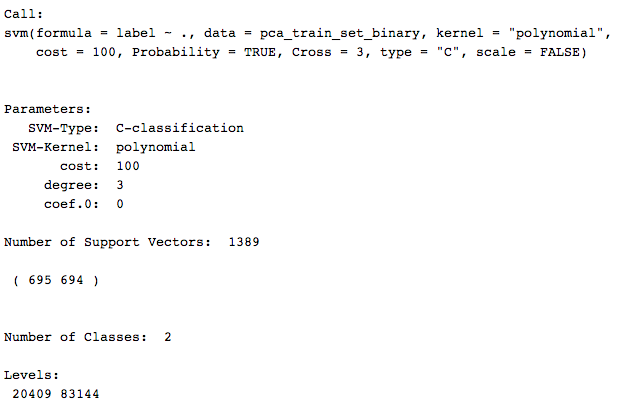 Call:
svm(formula = label ~ ., data = pca_train_set_binary, kernel = "polynomial",
    cost = 100, Probability = TRUE, Cross = 3, type = "C", scale = FALSE)
Parameters:
   SVM-Type:  C-classification
 SVM-Kernel:  polynomial
       cost:  100
     degree:  3
     coef.0:  0
Number of Support Vectors:  1389
 ( 695 694 )
Number of Classes:  2
Levels:
 20409 83144